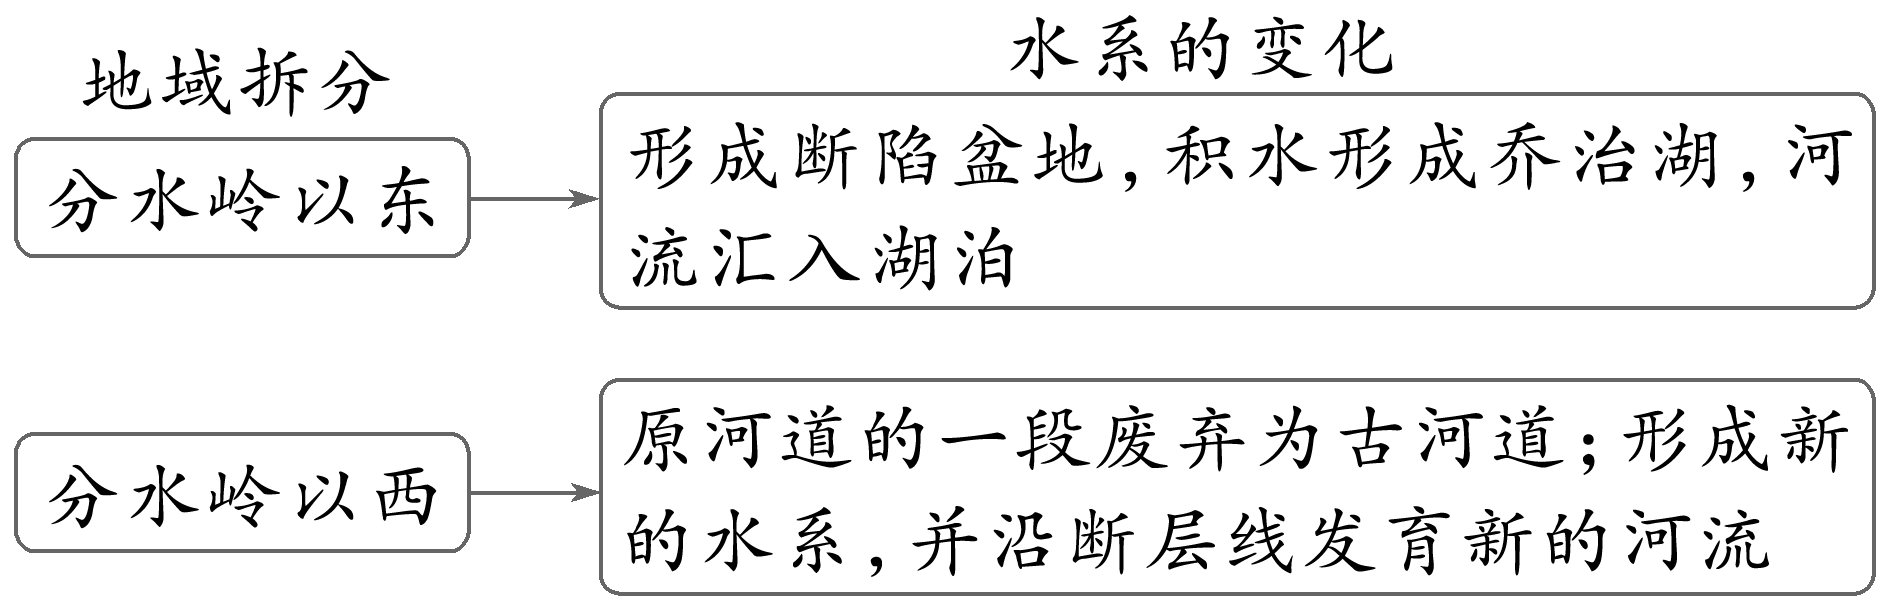 地域拆分
水系的变化
分水岭以东
形成断陷盆地,积水形成乔治湖,河
流汇入湖泊
分水岭以西
原河道的一段废弃为古河道;形成新
的水系,并沿断层线发育新的河流